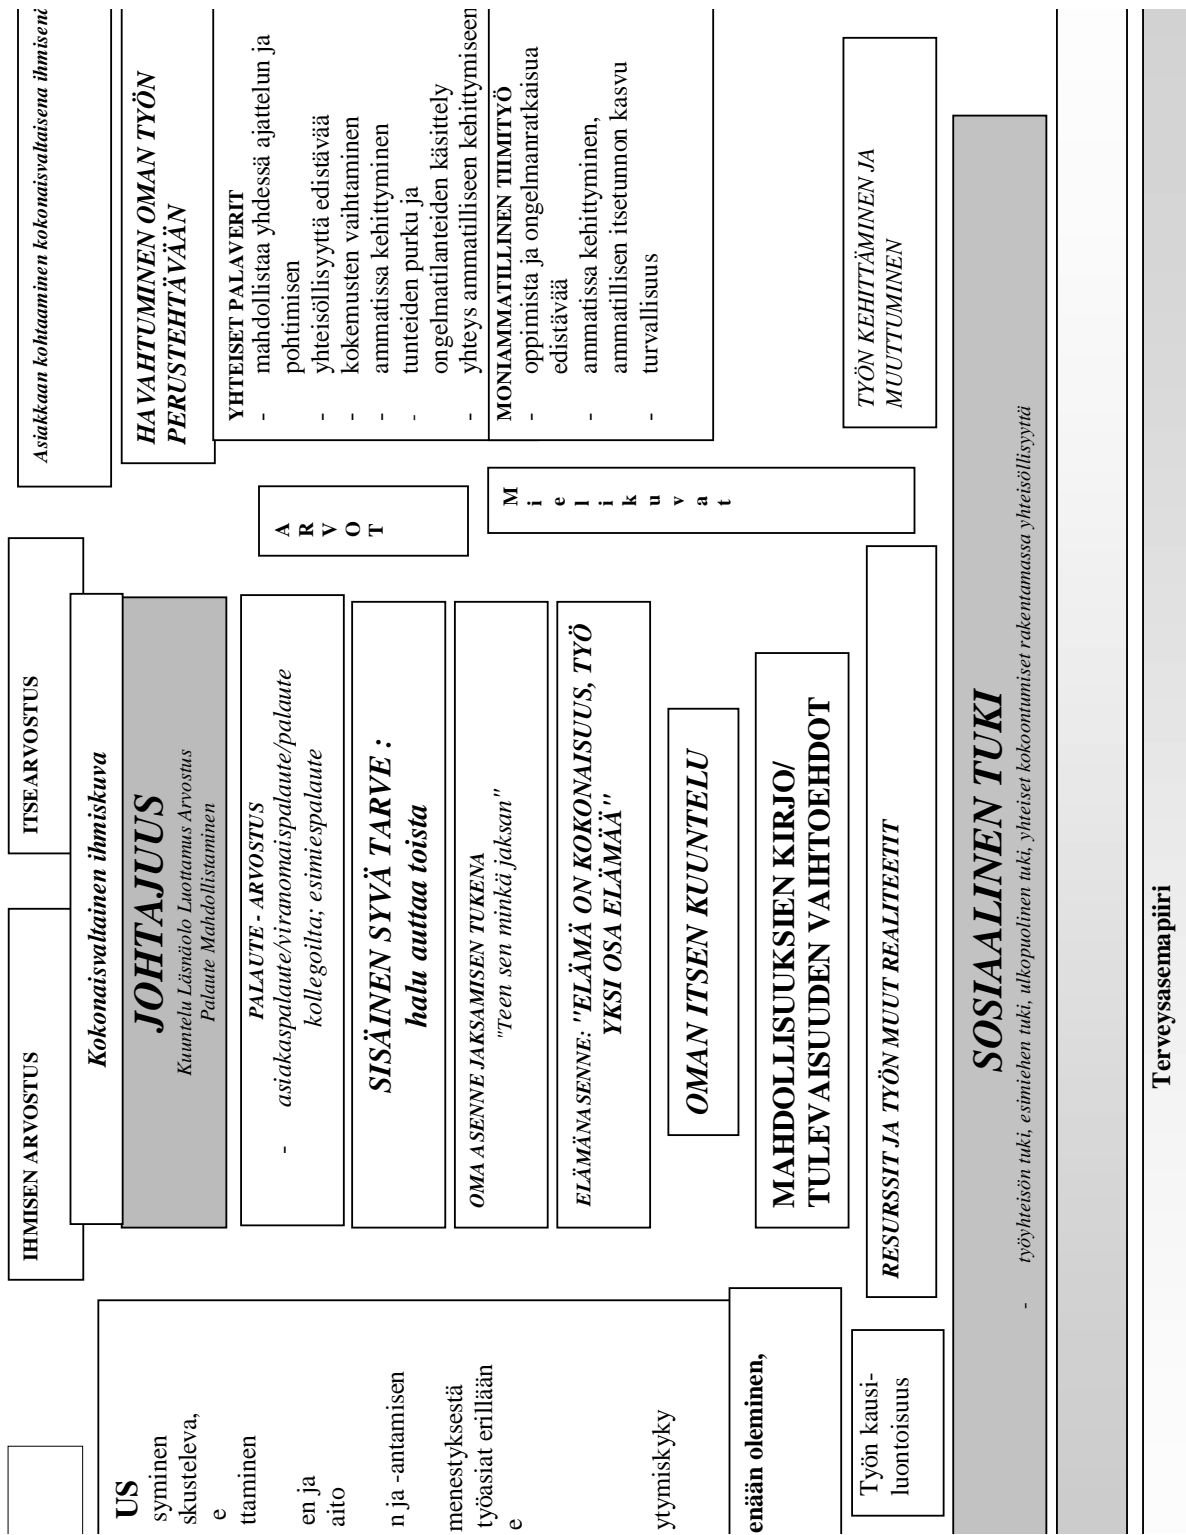 US
syminen
skusteleva,
e
ttaminen
en ja
aito
n ja -antamisen
menestyksestä
työasiat erillään
e
ytymiskyky
enään oleminen,
Työn kausi-
luontoisuus
IHMISEN ARVOSTUS
ITSEARVOSTUS
Kokonaisvaltainen ihmiskuva
JOHTAJUUS
Kuuntelu Läsnäolo Luottamus Arvostus
Palaute Mahdollistaminen
PALAUTE - ARVOSTUS
- asiakaspalaute/viranomaispalaute/palaute
kollegoilta; esimiespalaute
SISÄINEN SYVÄ TARVE :
halu auttaa toista
OMA ASENNE JAKSAMISEN TUKENA
"Teen sen minkä jaksan"
ELÄMÄNASENNE: "ELÄMÄ ON KOKONAISUUS, TYÖ
YKSI OSA ELÄMÄÄ"
OMAN ITSEN KUUNTELU
MAHDOLLISUUKSIEN KIRJO/
TULEVAISUUDEN VAIHTOEHDOT
RESURSSIT JA TYÖN MUUT REALITEETIT
A
R
V
O
T
M
i
e
l
i
k
u
v
a
t
Asiakkaan kohtaaminen kokonaisvaltaisena ihmisenä
HAVAHTUMINEN OMAN TYÖN
PERUSTEHTÄVÄÄN
YHTEISET PALAVERIT
- mahdollistaa yhdessä ajattelun ja
pohtimisen
- yhteisöllisyyttä edistävää
- kokemusten vaihtaminen
- ammatissa kehittyminen
- tunteiden purku ja
ongelmatilanteiden käsittely
- yhteys ammatilliseen kehittymiseen
MONIAMMATILLINEN TIIMITYÖ
- oppimista ja ongelmanratkaisua
edistävää
- ammatissa kehittyminen,
ammatillisen itsetunnon kasvu
- turvallisuus
TYÖN KEHITTÄMINEN JA
MUUTTUMINEN
SOSIAALINEN TUKI
- työyhteisön tuki, esimiehen tuki, ulkopuolinen tuki, yhteiset kokoontumiset rakentamassa yhteisöllisyyttä
Terveysasemapiiri